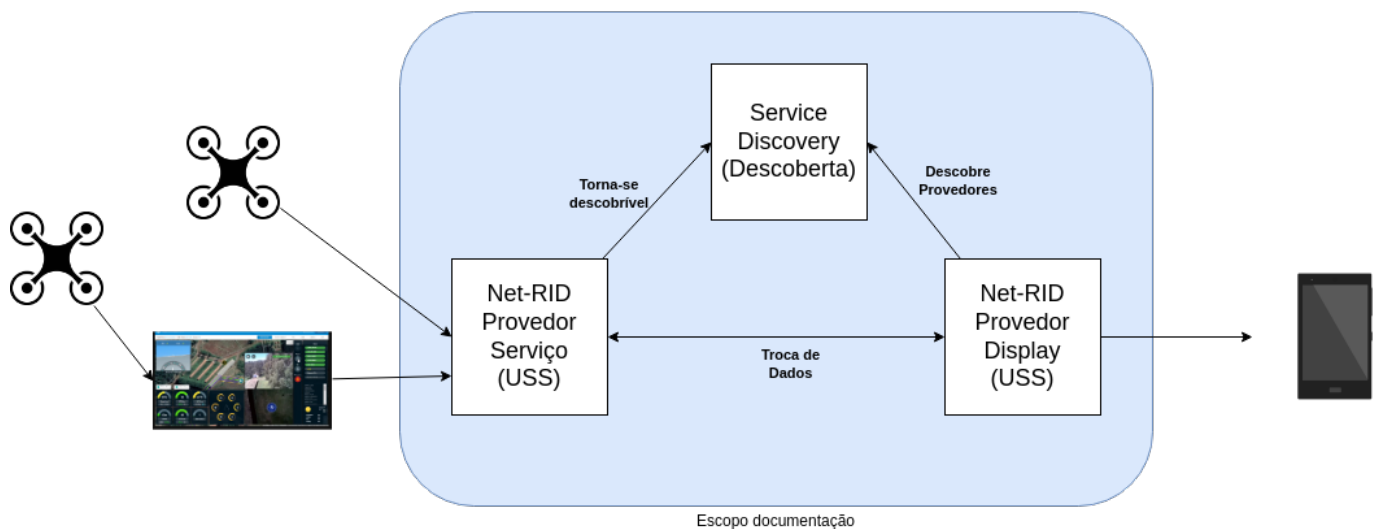 Service
Discovery
(Descoberta)
Torna-se
descobrível
Descobre
Provedores
Net-RID
Provedor
Serviço
(USS)
Troca de
Dados
Net-RID
Provedor
Display
(USS)
Escopo documentação